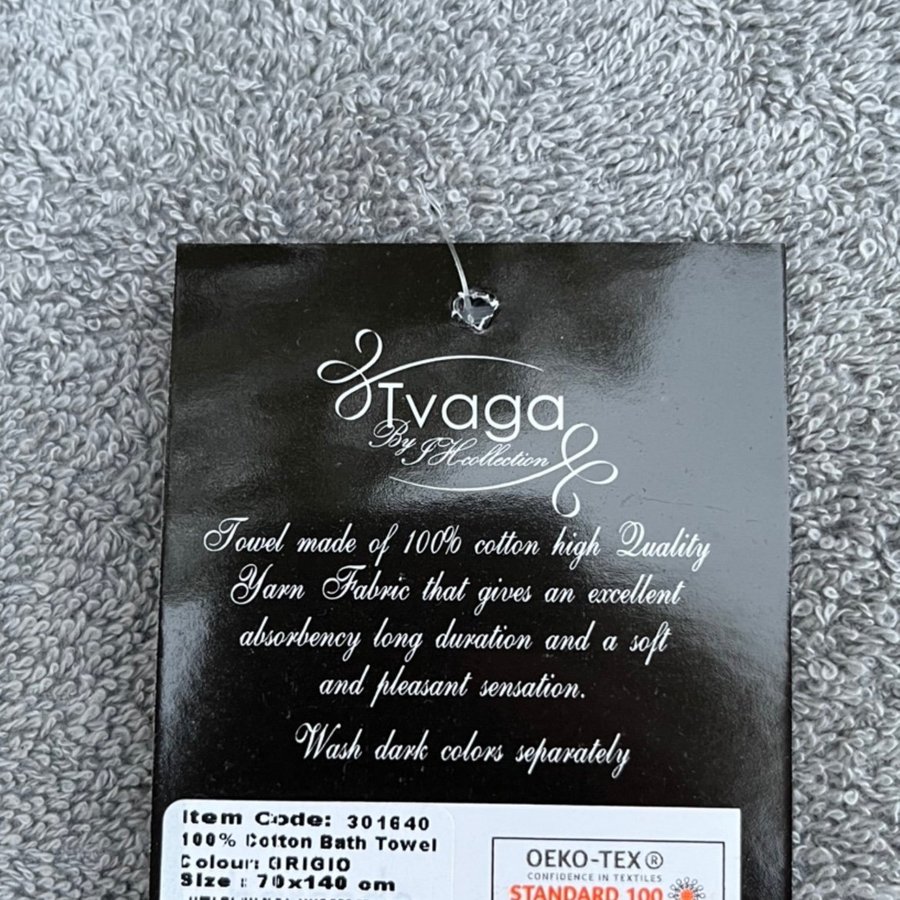 Tvaga
By JHcollection
Towel made of 100% cotton high Quality
Yarn Fabric that gives an excellent
absorbency long duration and a soft
and pleasant sensation.
Wash dark colors separately
Item Code: 301640
100% Cotton Bath Towel
Colour: GRIGIO
Size : 70x140 cm
OEKO-TEX®
CONFIDENCE IN TEXTILES
STANDARD 100